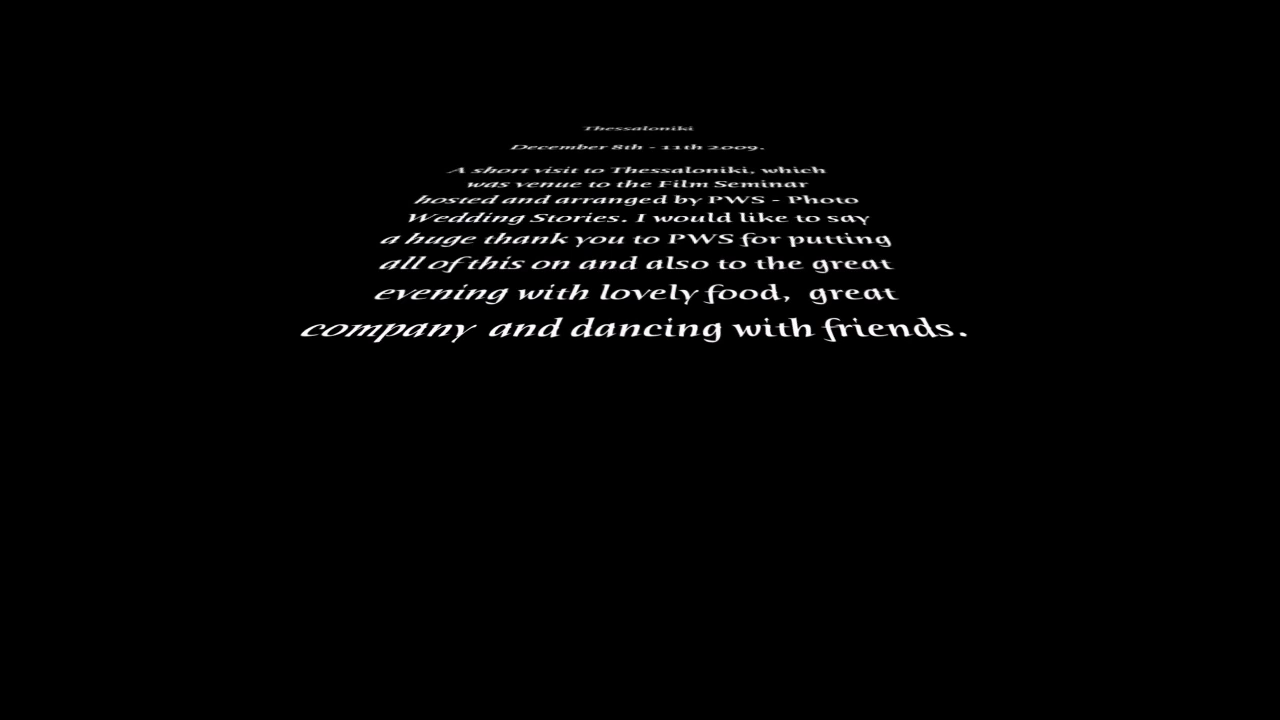 Thessaloniki
December 8th - 11th 2009.
A short visit to Thessaloniki, which
was venue to the Film Seminar
hosted and arranged by PWS - Photo
Wedding Stories. I would like to say
a huge thank you to PWS for putting
all of this on and also to the great
evening with lovely food,  great
company  and dancing with friends.